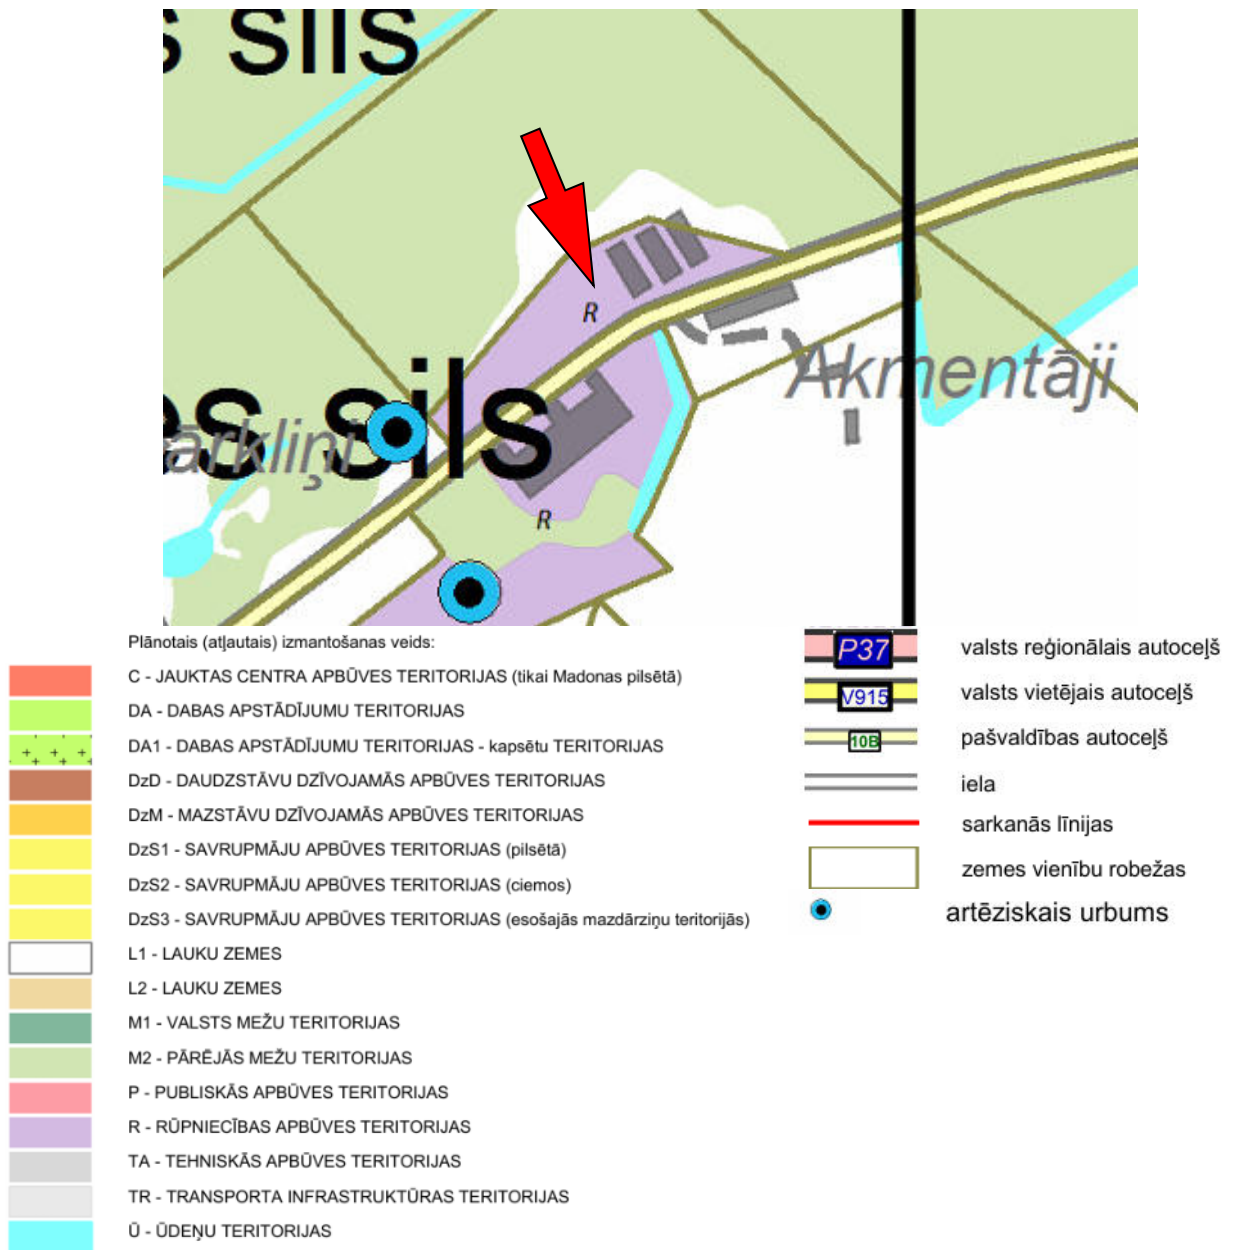 s sils
R
Akmentāji
es sils
ārkliņi
R
Plānotais (atļautais) izmantošanas veids:
C - JAUKTAS CENTRA APBŪVES TERITORIJAS (tikai Madonas pilsētā)
DA - DABAS APSTĀDĪJUMU TERITORIJAS
DA1 - DABAS APSTĀDĪJUMU TERITORIJAS - kapsētu TERITORIJAS
DzD - DAUDZSTĀVU DZĪVOJAMĀS APBŪVES TERITORIJAS
DzM - MAZSTĀVU DZĪVOJAMĀS APBŪVES TERITORIJAS
DzS1 - SAVRUPMĀJU APBŪVES TERITORIJAS (pilsētā)
DzS2 - SAVRUPMĀJU APBŪVES TERITORIJAS (ciemos)
DzS3 - SAVRUPMĀJU APBŪVES TERITORIJAS (esošajās mazdārziņu teritorijās)
L1 - LAUKU ZEMES
L2 - LAUKU ZEMES
M1 - VALSTS MEŽU TERITORIJAS
M2 - PĀRĒJĀS MEŽU TERITORIJAS
P - PUBLISKĀS APBŪVES TERITORIJAS
R - RŪPNIECĪBAS APBŪVES TERITORIJAS
TA - TEHNISKĀS APBŪVES TERITORIJAS
TR - TRANSPORTA INFRASTRUKTŪRAS TERITORIJAS
Ū - ŪDEŅU TERITORIJAS
P37 valsts reģionālais autoceļš
V915 valsts vietējais autoceļš
10B pašvaldības autoceļš
iela
sarkanās līnijas
zemes vienību robežas
artēziskais urbums